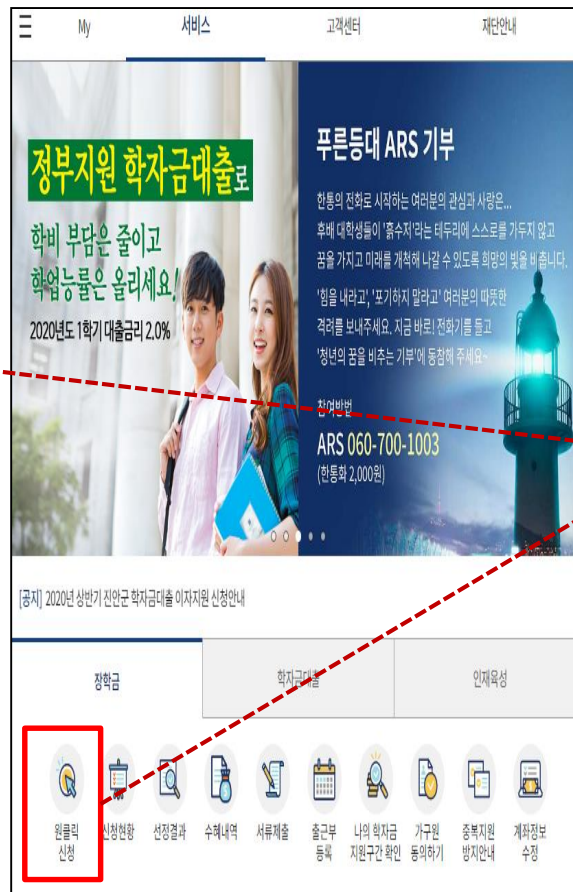 My 서비스 고객센터 재단안내
정부지원 학자금대출로
학비 부담은 줄이고
학업능률은 올리세요!
2020년도 1학기 대출금리 2.0%
푸른등대 ARS 기부
한통의 전화로 시작하는 여러분의 관심과 사랑은...
후배 대학생들이 '흙수저'라는 테두리에 스스로를 가두지 않고
꿈을 가지고 미래를 개척해 나갈 수 있도록 희망의 빛을 비춥니다.
'힘을 내라고', '포기하지 말라고' 여러분의 따뜻한
격려를 보내주세요. 지금 바로! 전화기를 들고
'청년의 꿈을 비추는 기부'에 동참해 주세요~
참여방법
ARS 060-700-1003
(한통화 2,000원)
[공지] 2020년 상반기 진안군 학자금대출 이자지원 신청안내
장학금 학자금대출 인재육성
원클릭 신청현황 선정결과 수혜내역 서류제출 출근부 나의 학자금 가구원 중복지원 계좌정보
신청 등록 지원구간 확인 동의하기 방지안내 수정